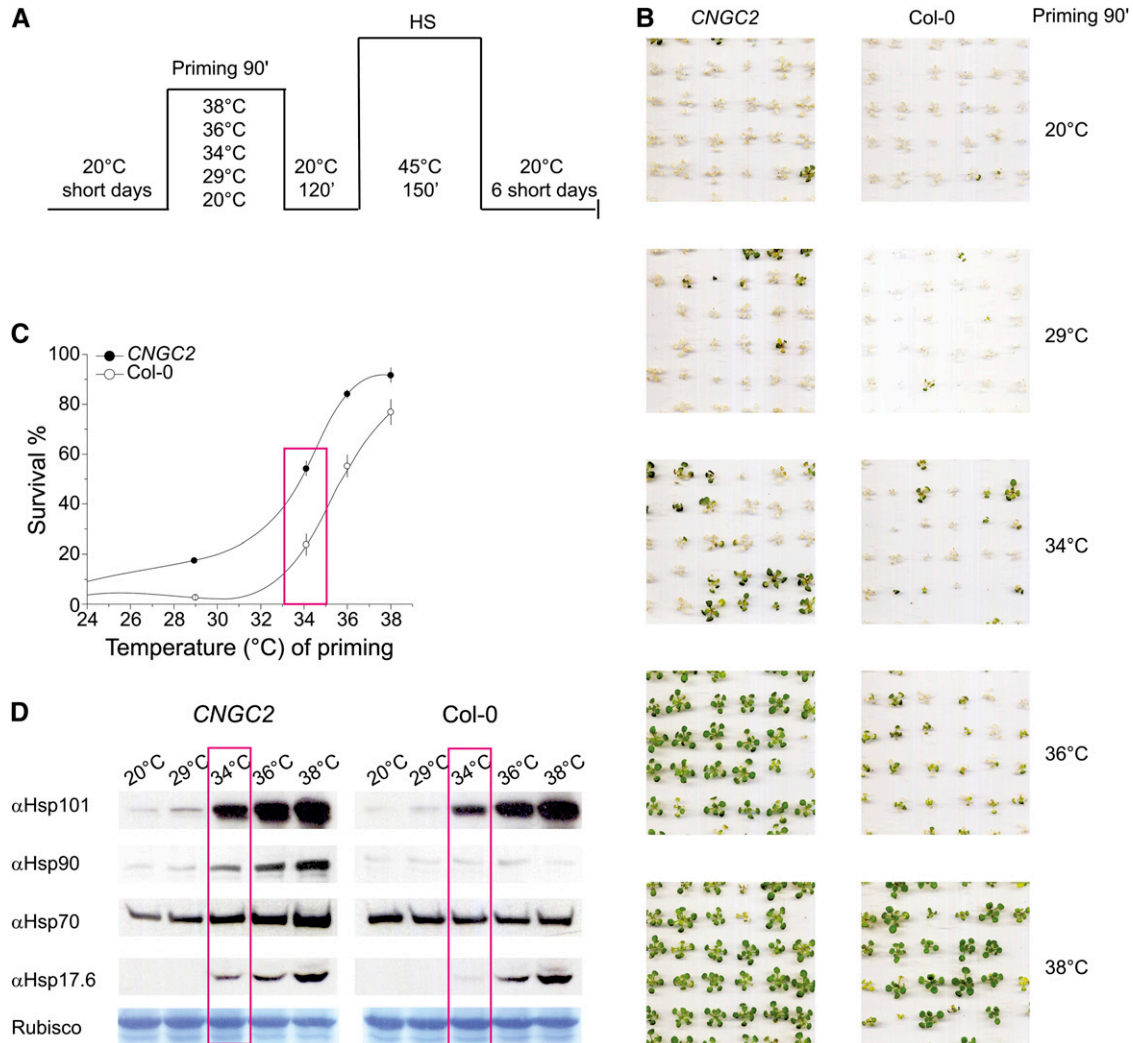 A
HS
Priming 90'
38°C
36°C
34°C
29°C
20°C
20°C
short days
20°C
120'
45°C
150'
20°C
6 short days
B
CNGC2
Col-0
Priming 90'
20°C
29°C
34°C
36°C
38°C
C
CNGC2
Col-0
Survival %
100
80
60
40
20
0
24 26 28 30 32 34 36 38
Temperature (°C) of priming
D
CNGC2
Col-0
20°C 29°C 34°C 36°C 38°C
20°C 29°C 34°C 36°C 38°C
αHsp101
αHsp90
αHsp70
αHsp17.6
Rubisco